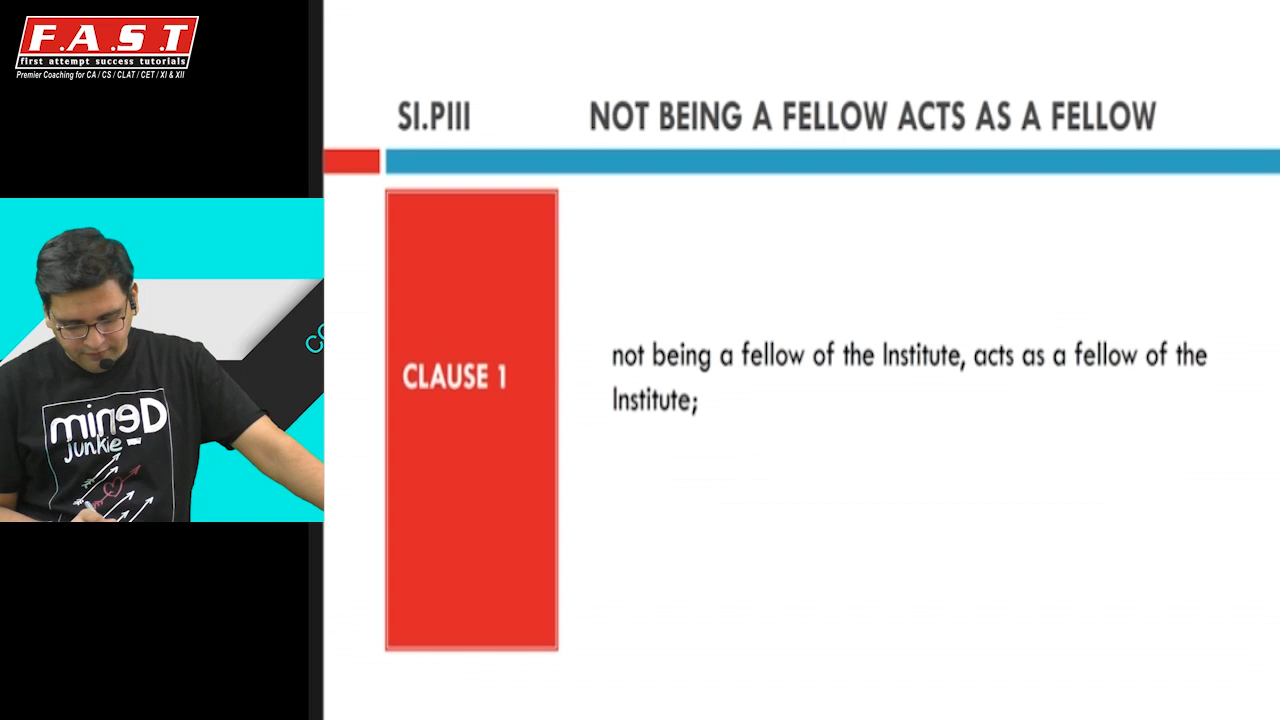 F.A.S.T
first attempt success tutorials
Premier Coaching for CA / CS / CLAT / CET / XI & XII
SI.PIII NOT BEING A FELLOW ACTS AS A FELLOW
CLAUSE 1
not being a fellow of the Institute, acts as a fellow of the
Institute;
Denim
junkie